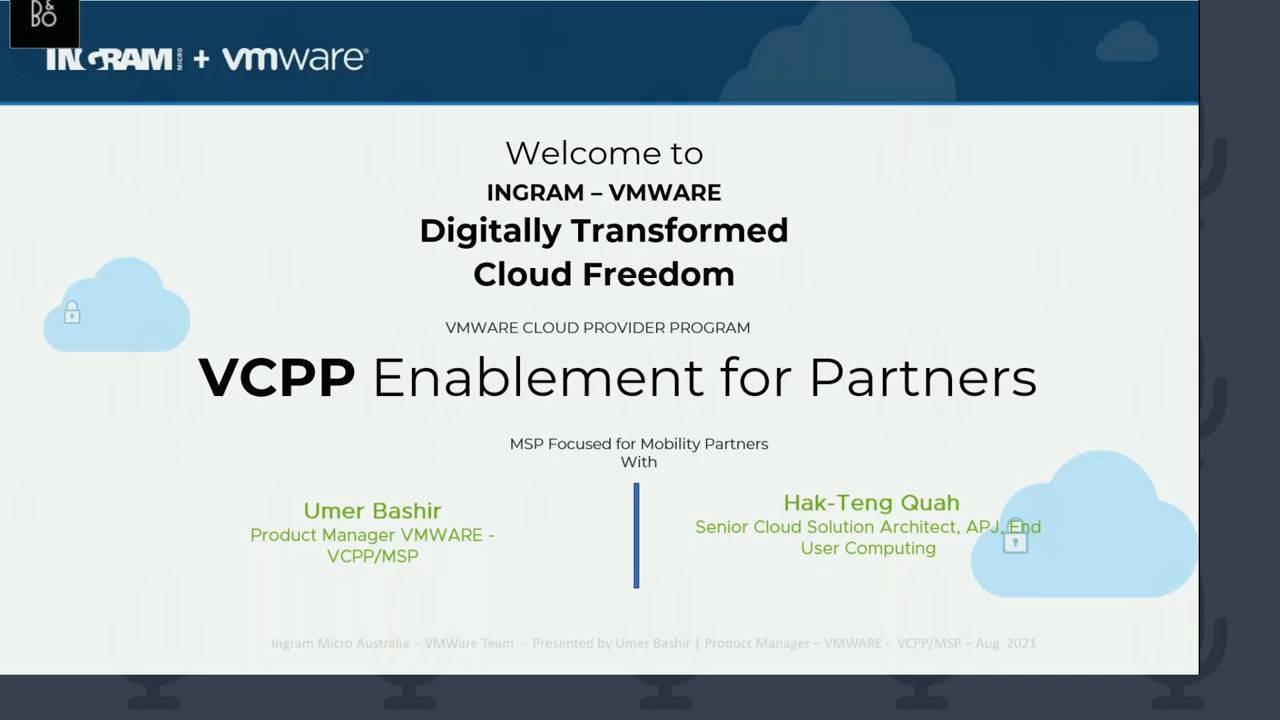 D&
BO
INGRAM MICRO + vmware®
Welcome to
INGRAM – VMWARE
Digitally Transformed
Cloud Freedom
VMWARE CLOUD PROVIDER PROGRAM
VCPP Enablement for Partners
MSP Focused for Mobility Partners
With
Umer Bashir
Product Manager VMWARE -
VCPP/MSP
Hak-Teng Quah
Senior Cloud Solution Architect, APJ, End
User Computing
Ingram Micro Australia - VMWare Team - Presented by Umer Bashir | Product Manager – VMWARE - VCPP/MSP – Aug 2021